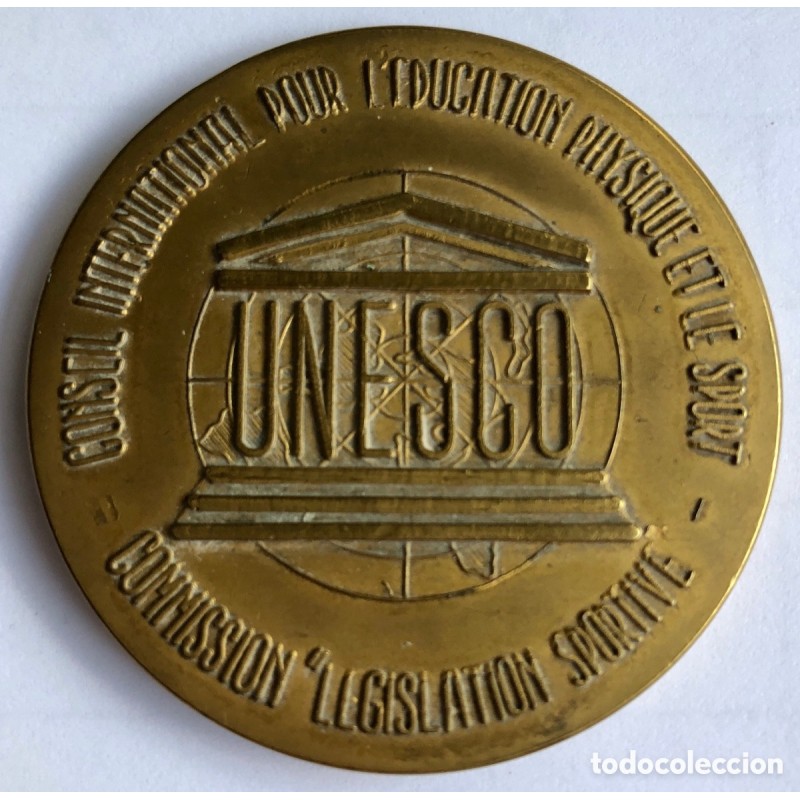 CONSEIL INTERNATIONAL POUR L'EDUCATION PHYSIQUE ET LE SPORT
UNESCO
- COMMISSION "LEGISLATION SPORTIVE -
todocoleccion